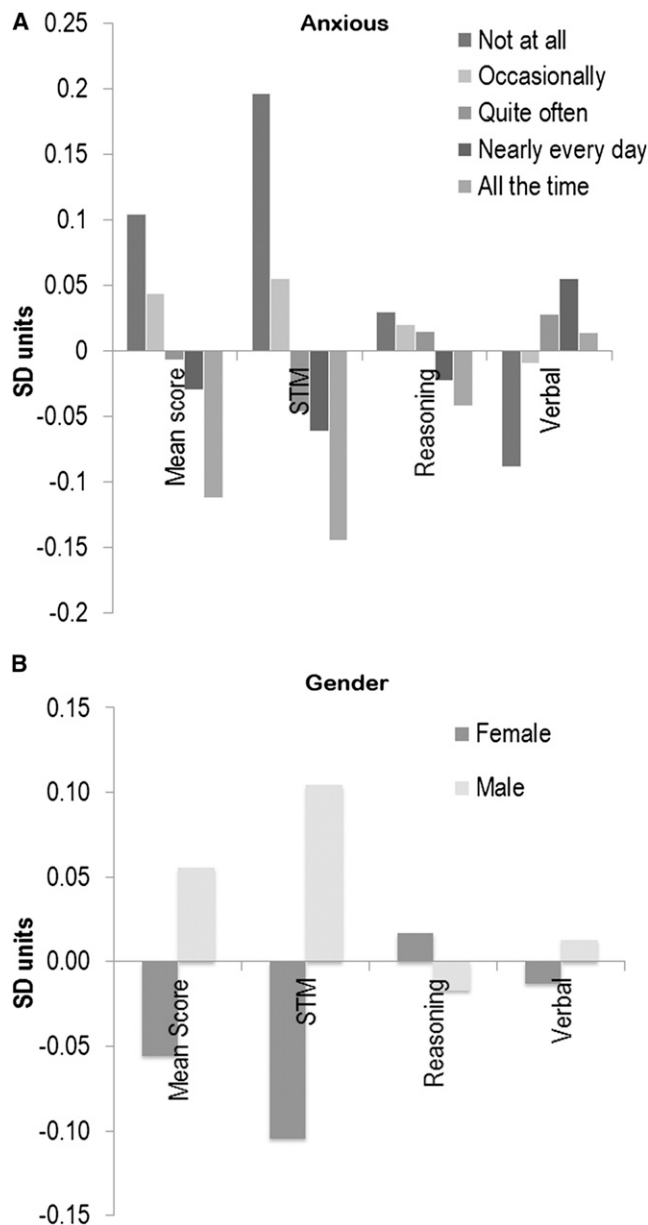 A
Anxious
0.25
0.2
0.15
0.1
0.05
0
-0.05
-0.1
-0.15
-0.2
SD units
Not at all
Occasionally
Quite often
Nearly every day
All the time
Mean score
STM
Reasoning
Verbal
B
Gender
0.15
0.10
0.05
0.00
-0.05
-0.10
-0.15
SD units
Female
Male
Mean Score
STM
Reasoning
Verbal